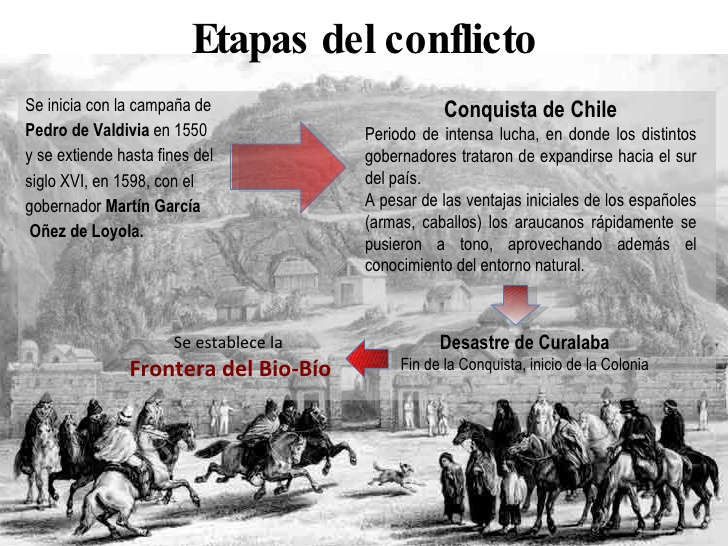 Etapas del conflicto
Se inicia con la campaña de
Pedro de Valdivia en 1550
y se extiende hasta fines del
siglo XVI, en 1598, con el
gobernador Martín García
Oñez de Loyola.
Conquista de Chile
Periodo de intensa lucha, en donde los distintos
gobernadores trataron de expandirse hacia el sur
del país.
A pesar de las ventajas iniciales de los españoles
(armas, caballos) los araucanos rápidamente se
pusieron a tono, aprovechando además el
conocimiento del entorno natural.
Desastre de Curalaba
Fin de la Conquista, inicio de la Colonia
Se establece la
Frontera del Bio-Bío